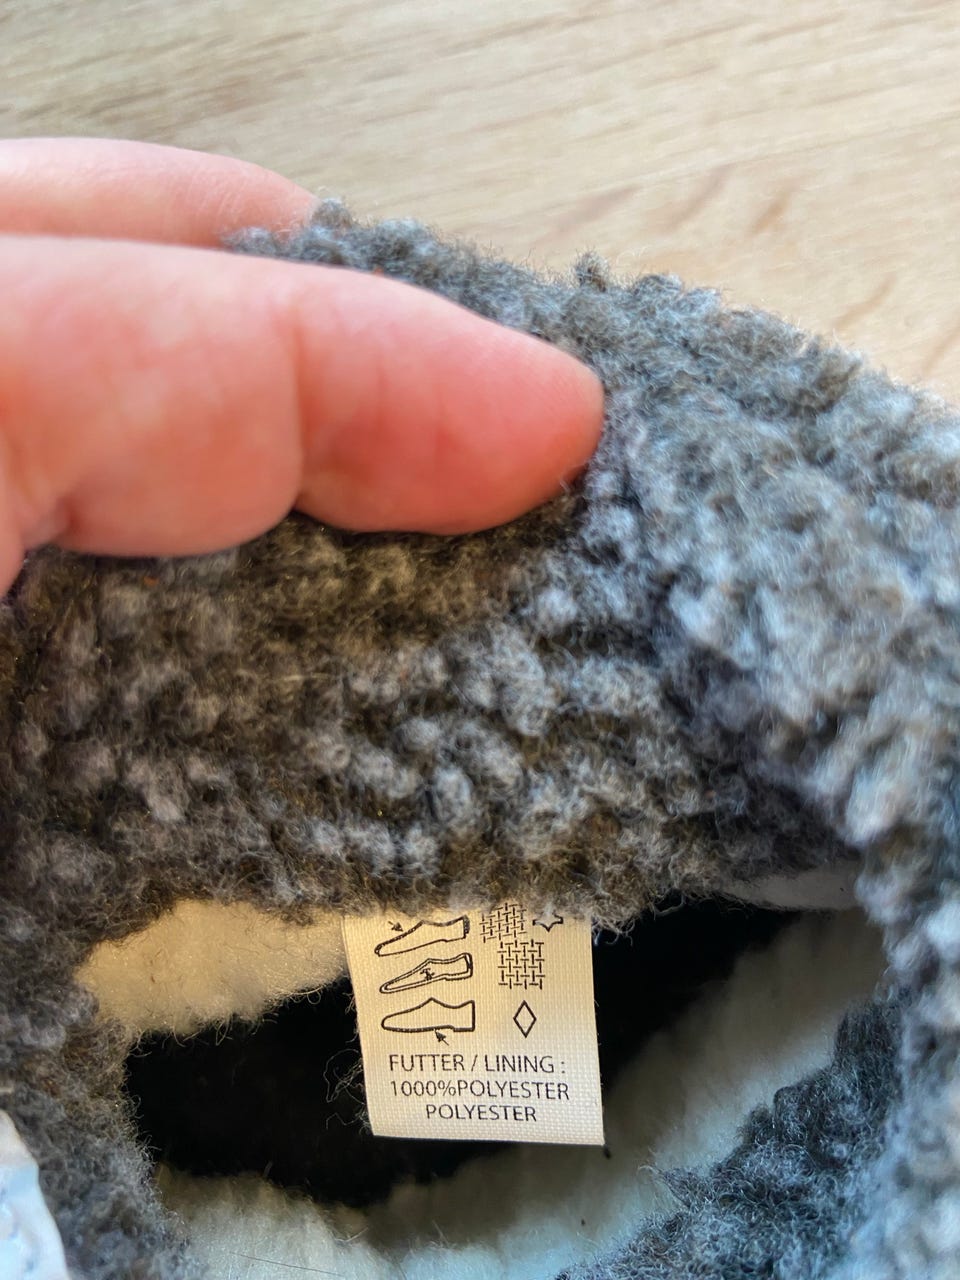 FUTTER / LINING :
1000%POLYESTER
POLYESTER